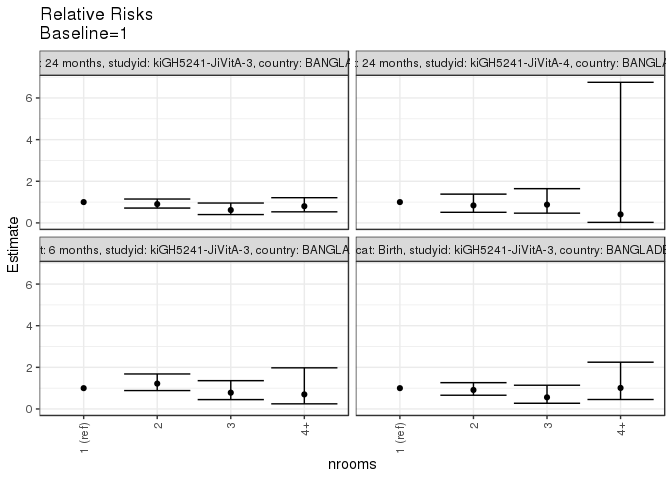 Relative Risks
Baseline=1
: 24 months, studyid: kiGH5241-JiVitA-3, country: BANGLA
: 24 months, studyid: kiGH5241-JiVitA-4, country: BANGLA
6
4
2
0
t: 6 months, studyid: kiGH5241-JiVitA-3, country: BANGLA
cat: Birth, studyid: kiGH5241-JiVitA-3, country: BANGLADE
6
4
2
0
Estimate
1 (ref)
2
3
4+
1 (ref)
2
3
4+
nrooms